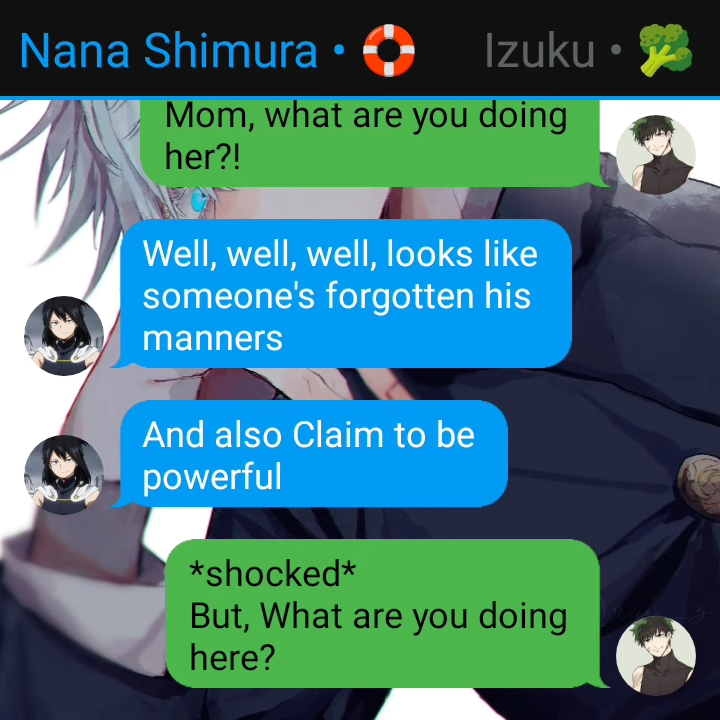 Nana Shimura • 🛟 Izuku • 🥦
Mom, what are you doing
her?!
Well, well, well, looks like
someone's forgotten his
manners
And also Claim to be
powerful
*shocked*
But, What are you doing
here?